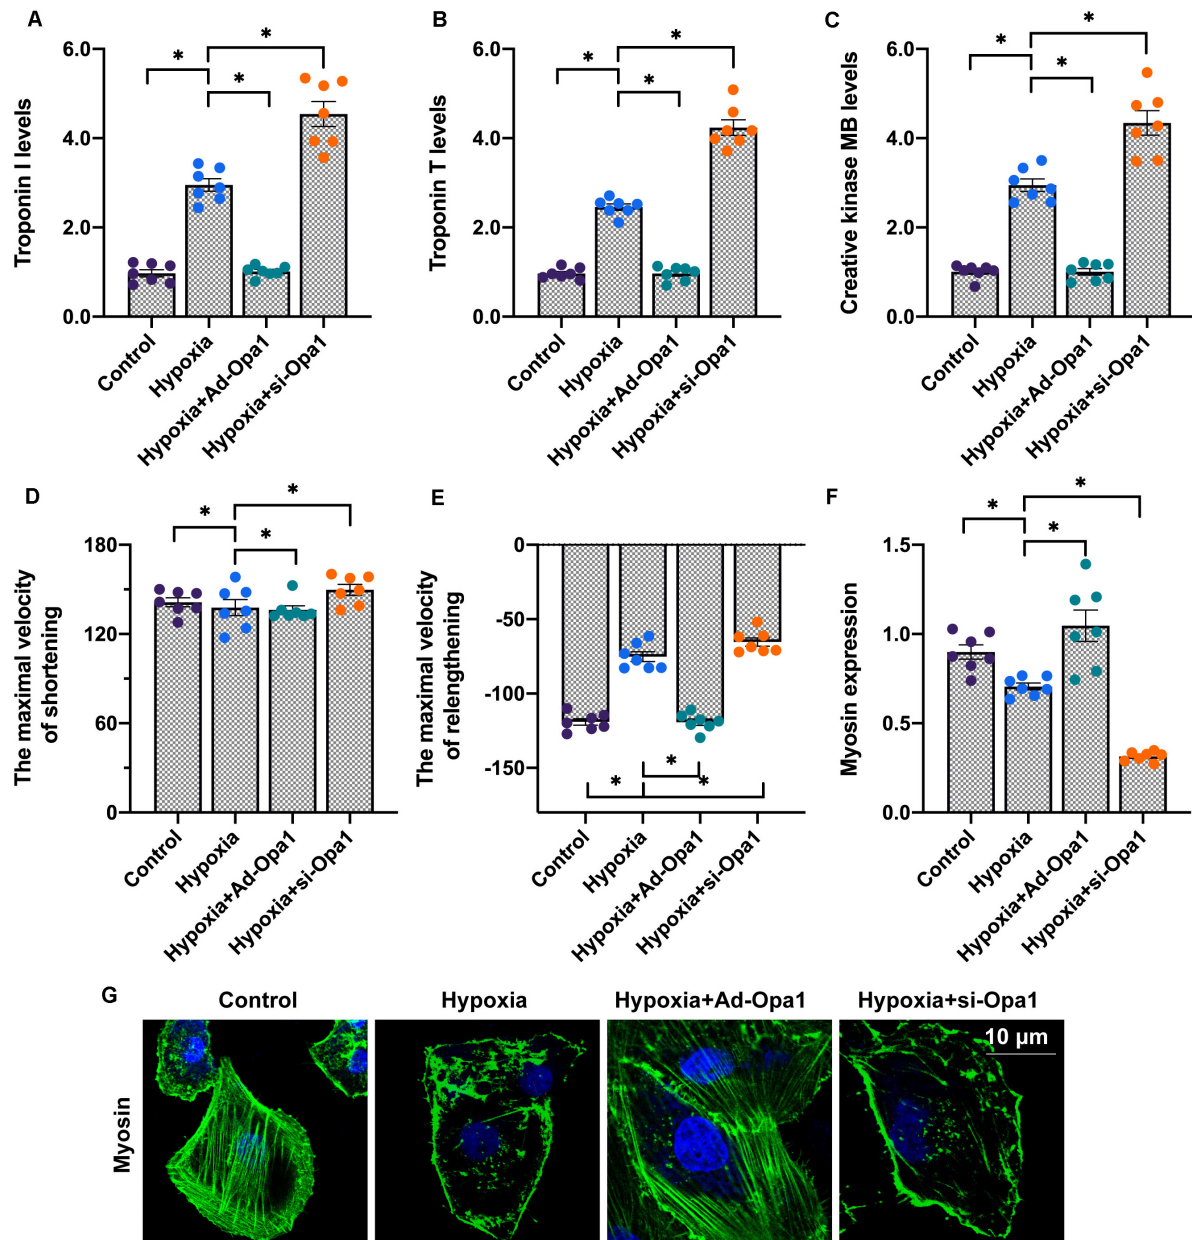 A
Troponin I levels
6.0
4.0
2.0
0.0
*
*
*
Control
Hypoxia
Hypoxia+Ad-Opa1
Hypoxia+si-Opa1
B
Troponin T levels
6.0
4.0
2.0
0.0
*
*
*
Control
Hypoxia
Hypoxia+Ad-Opa1
Hypoxia+si-Opa1
C
Creative kinase MB levels
6.0
4.0
2.0
0.0
*
*
*
Control
Hypoxia
Hypoxia+Ad-Opa1
Hypoxia+si-Opa1
D
The maximal velocity
of shortening
180
120
60
0
*
*
*
Control
Hypoxia
Hypoxia+Ad-Opa1
Hypoxia+si-Opa1
E
The maximal velocity
of relengthening
0
-50
-100
-150
*
*
*
Control
Hypoxia
Hypoxia+Ad-Opa1
Hypoxia+si-Opa1
F
Myosin expression
1.5
1.0
0.5
0.0
*
*
*
Control
Hypoxia
Hypoxia+Ad-Opa1
Hypoxia+si-Opa1
G
Control
Hypoxia
Hypoxia+Ad-Opa1
Hypoxia+si-Opa1
Myosin
10 μm